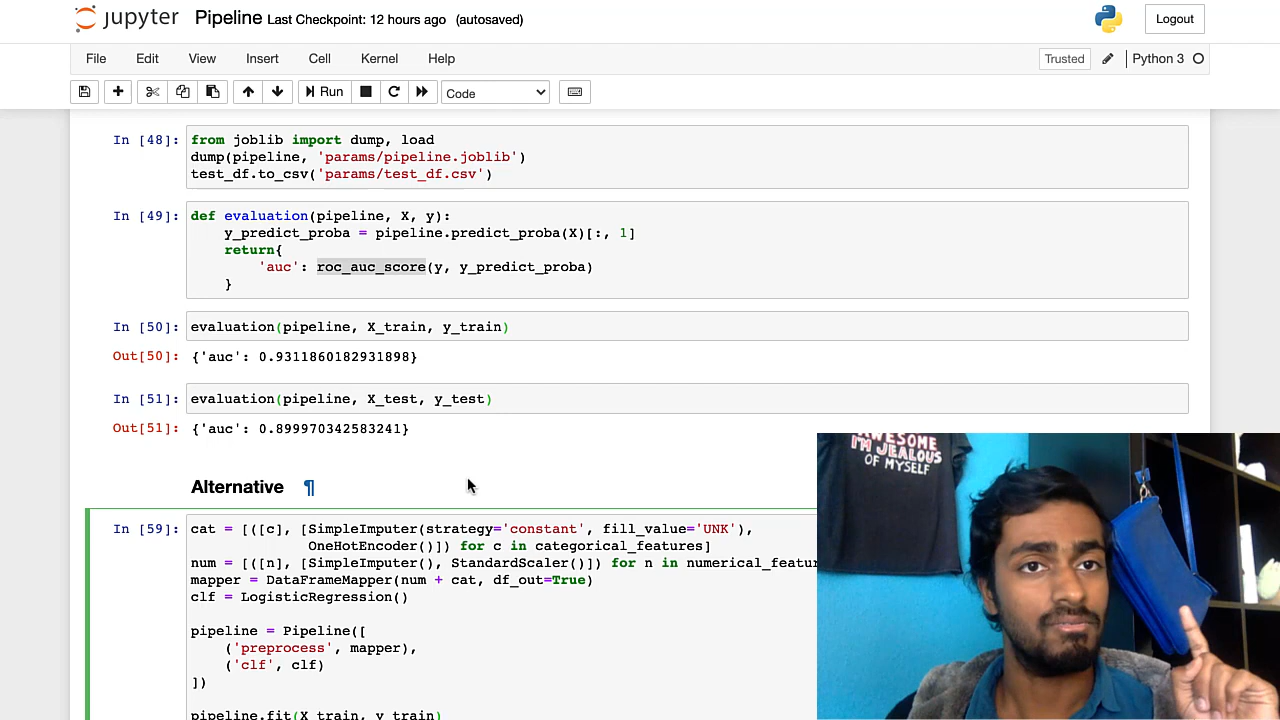 jupyter Pipeline Last Checkpoint: 12 hours ago (autosaved)
Logout
File Edit View Insert Cell Kernel Help
Trusted Python 3
Run Code
In [48]: from joblib import dump, load
dump(pipeline, 'params/pipeline.joblib')
test_df.to_csv('params/test_df.csv')
In [49]: def evaluation(pipeline, X, y):
y_predict_proba = pipeline.predict_proba(X)[:, 1]
return{
'auc': roc_auc_score(y, y_predict_proba)
}
In [50]: evaluation(pipeline, X_train, y_train)
Out[50]: {'auc': 0.9311860182931898}
In [51]: evaluation(pipeline, X_test, y_test)
Out[51]: {'auc': 0.899970342583241}
Alternative ¶
In [59]: cat = [([c], [SimpleImputer(strategy='constant', fill_value='UNK'),
OneHotEncoder()]) for c in categorical_features]
num = [([n], [SimpleImputer(), StandardScaler()]) for n in numerical_featur
mapper = DataFrameMapper(num + cat, df_out=True)
clf = LogisticRegression()
pipeline = Pipeline([
('preprocess', mapper),
('clf', clf)
])
pipeline.fit(X_train, y_train)
AWESOME
I'M JEALOUS
OF MYSELF